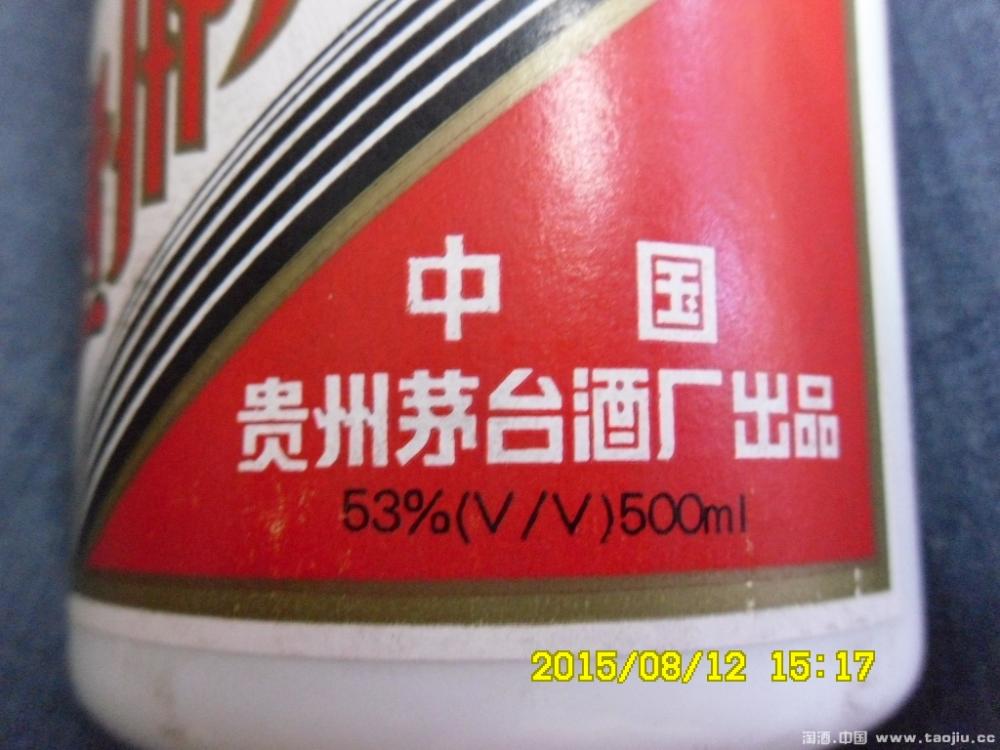 中国
贵州茅台酒厂出品
53%(V/V)500ml
2015/08/12 15:17
淘酒.中国 www.taojiu.cc